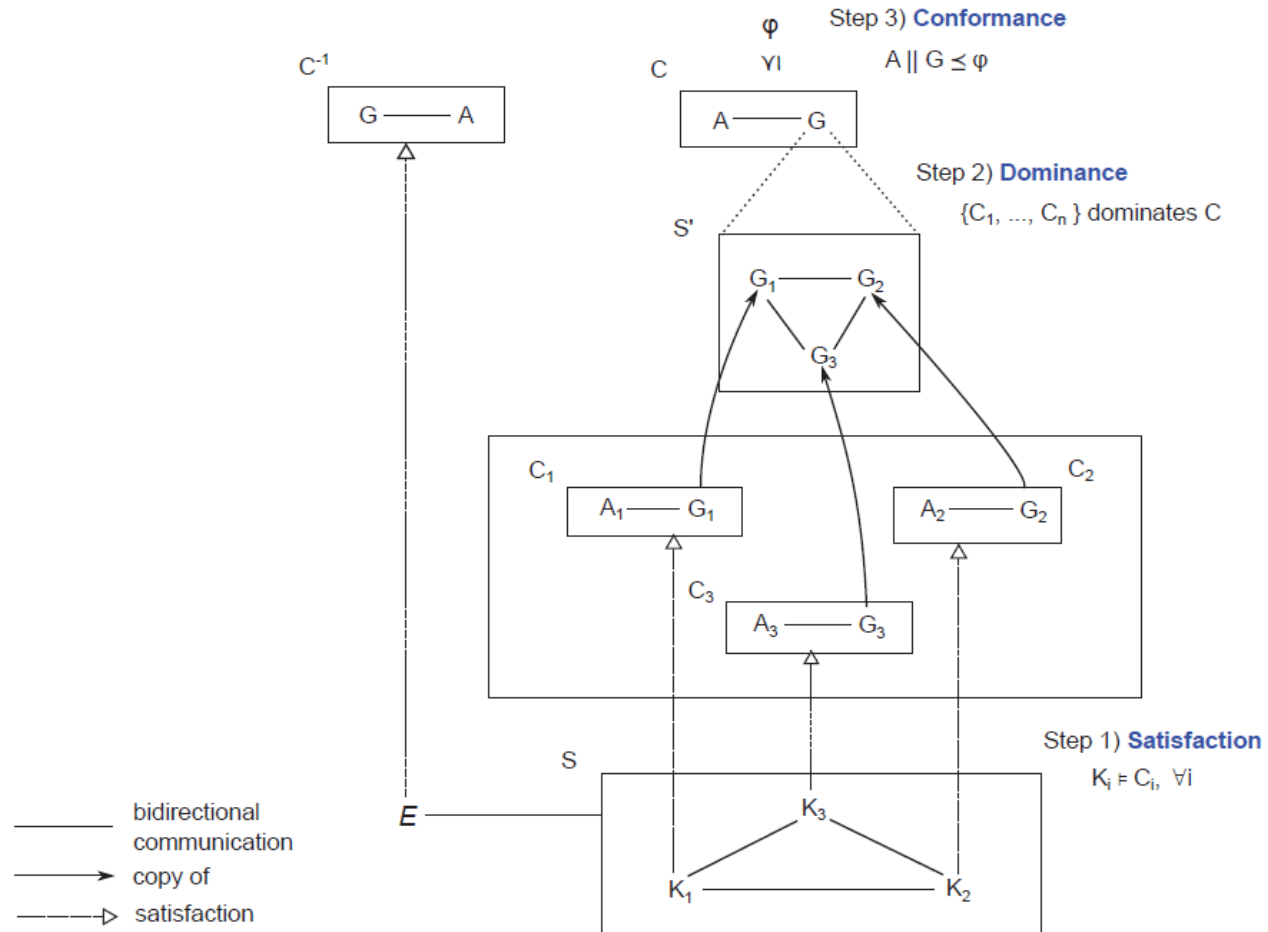 φ
Step 3) Conformance
C⁻¹
C
⋎ı
A || G ⪯ φ
G
A
A
G
Step 2) Dominance
{C₁, ..., Cₙ } dominates C
S'
G₁
G₂
G₃
C₁
C₂
A₁
G₁
A₂
G₂
C₃
A₃
G₃
Step 1) Satisfaction
S
Kᵢ ⊧ Cᵢ, ∀i
bidirectional
communication
E
K₃
copy of
K₁
K₂
satisfaction